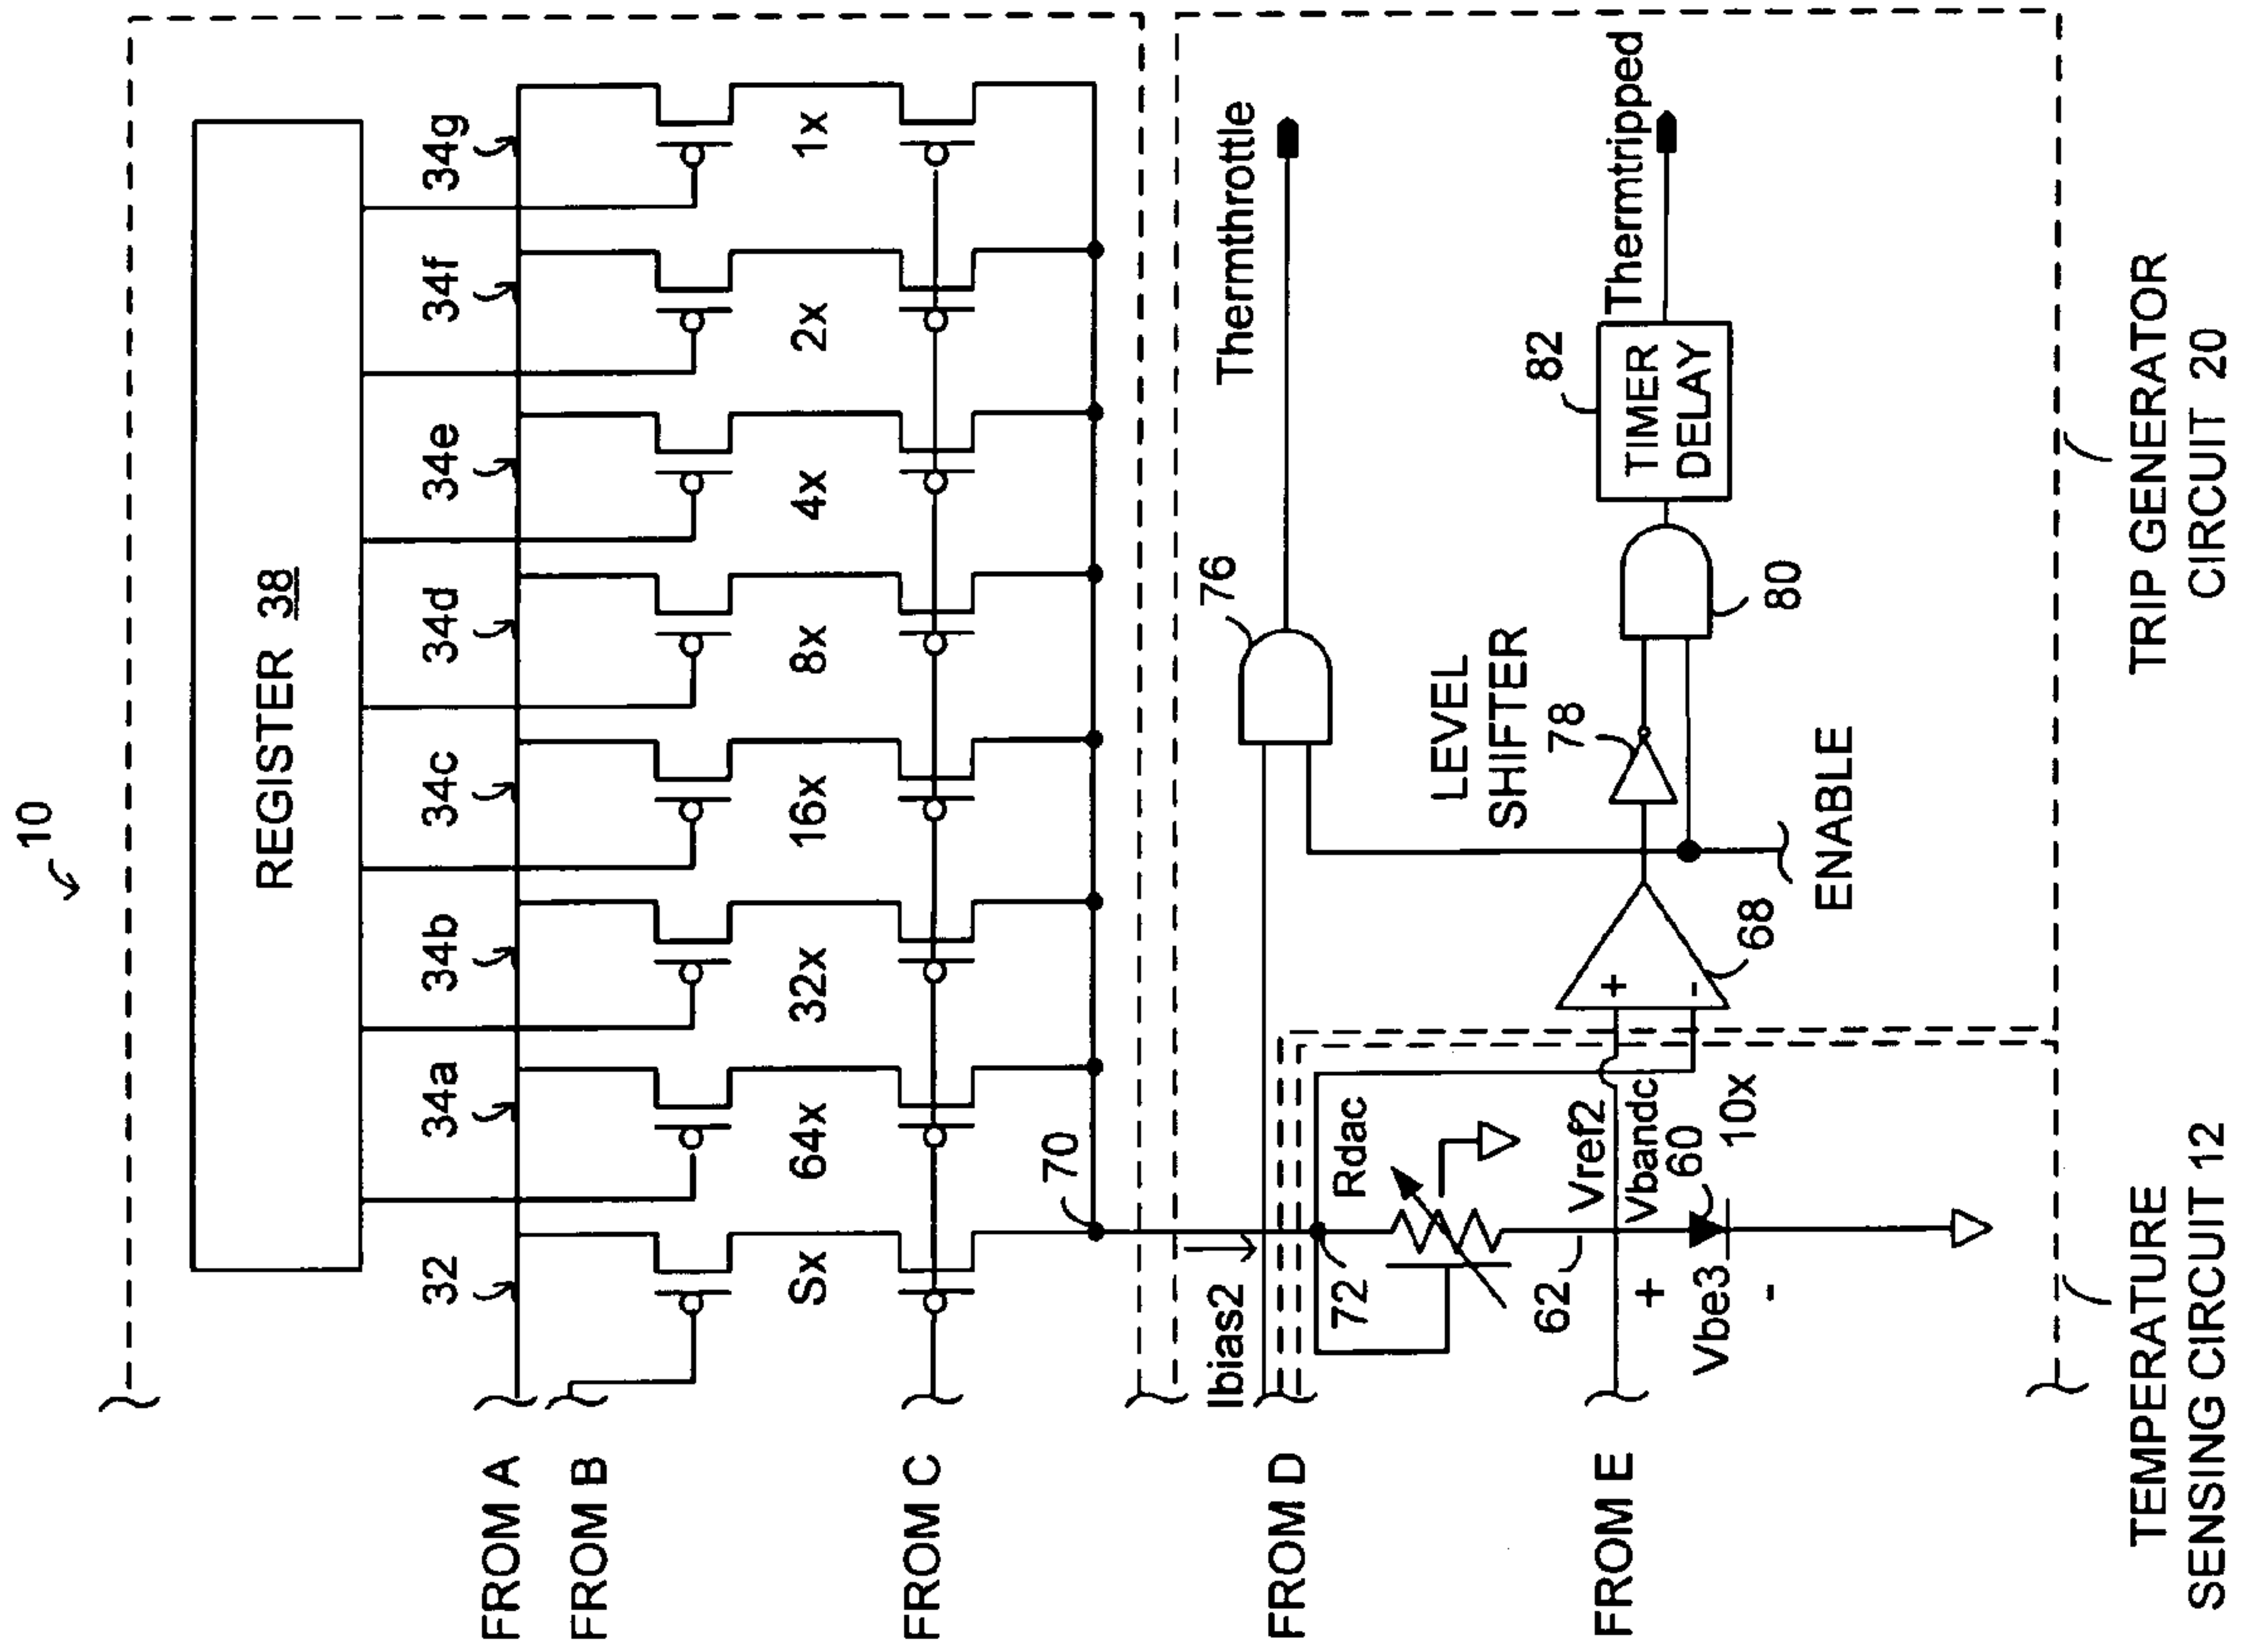 10
REGISTER 38
32
34a
34b
34c
34d
34e
34f
34g
FROM A
FROM B
Sx
64x
32x
16x
8x
4x
2x
1x
FROM C
70
Ibias2
FROM D
72
Rdac
76
Thermthrottle
LEVEL
SHIFTER
78
82
TIMER
DELAY
Thermtripped
62
Vref2
Vbandc
FROM E
+
-
+
-
Vbe3
60
10x
68
80
ENABLE
TEMPERATURE
SENSING CIRCUIT 12
TRIP GENERATOR
CIRCUIT 20